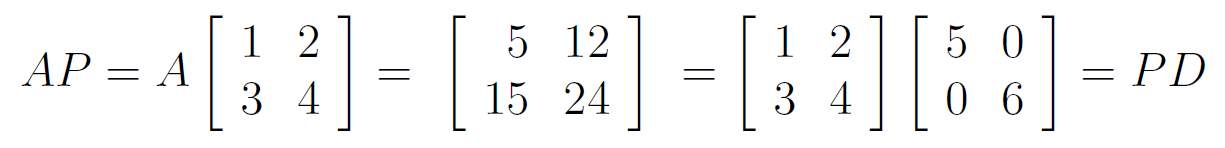 AP = A [ 1 2 ; 3 4 ] = [ 5 12 ; 15 24 ] = [ 1 2 ; 3 4 ] [ 5 0 ; 0 6 ] = PD